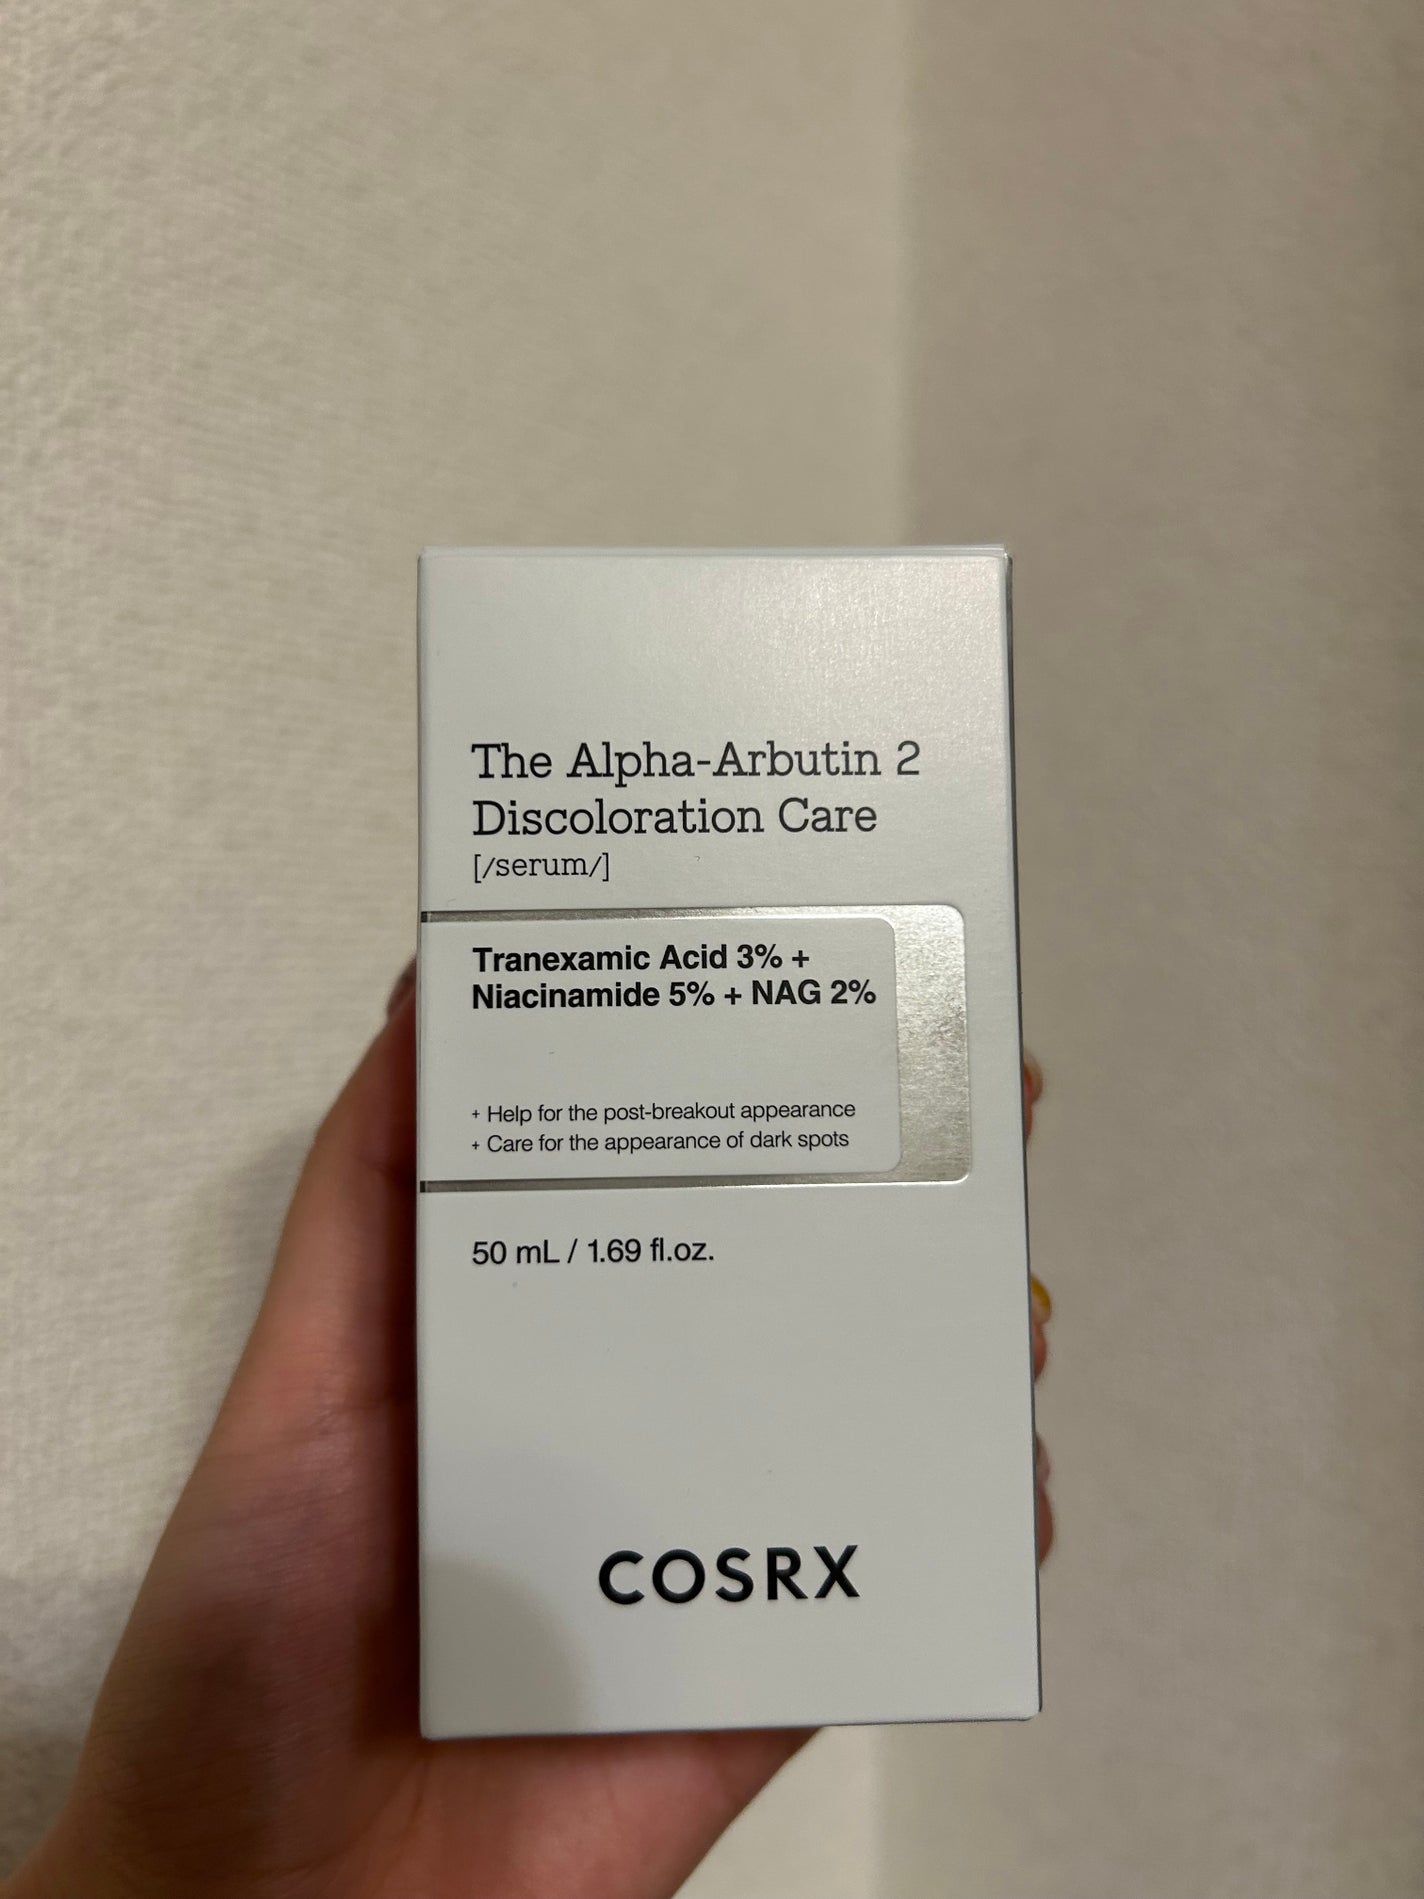 The Alpha-Arbutin 2
Discoloration Care
[/serum/]
Tranexamic Acid 3% +
Niacinamide 5% + NAG 2%
+ Help for the post-breakout appearance
+ Care for the appearance of dark spots
50 mL / 1.69 fl.oz.
COSRX